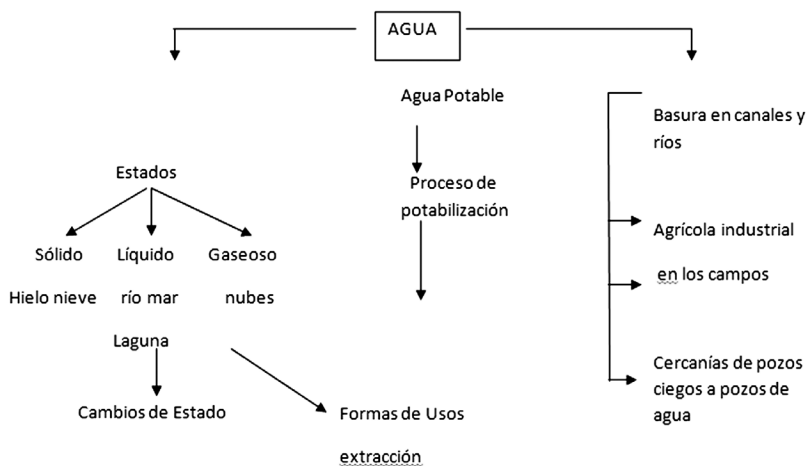 AGUA
Agua Potable
Basura en canales y
ríos
Estados
Proceso de
potabilización
Agrícola industrial
en los campos
Sólido Líquido Gaseoso
Hielo nieve río mar nubes
Laguna
Cercanías de pozos
ciegos a pozos de
agua
Cambios de Estado
Formas de Usos
extracción